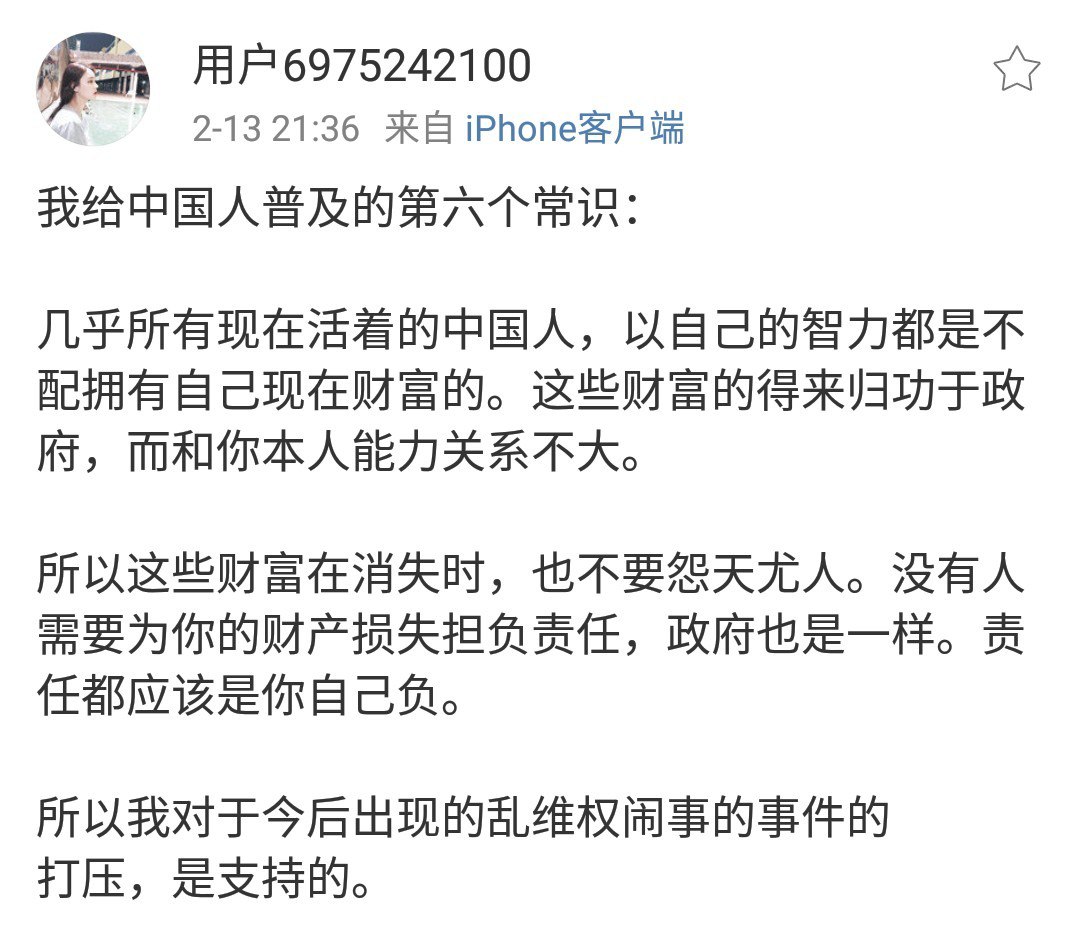 用户6975242100
2-13 21:36 来自 iPhone客户端
我给中国人普及的第六个常识：
几乎所有现在活着的中国人，以自己的智力都是不
配拥有自己现在财富的。这些财富的得来归功于政
府，而和你本人能力关系不大。
所以这些财富在消失时，也不要怨天尤人。没有人
需要为你的财产损失担负责任，政府也是一样。责
任都应该是你自己负。
所以我对于今后出现的乱维权闹事的事件的
打压，是支持的。